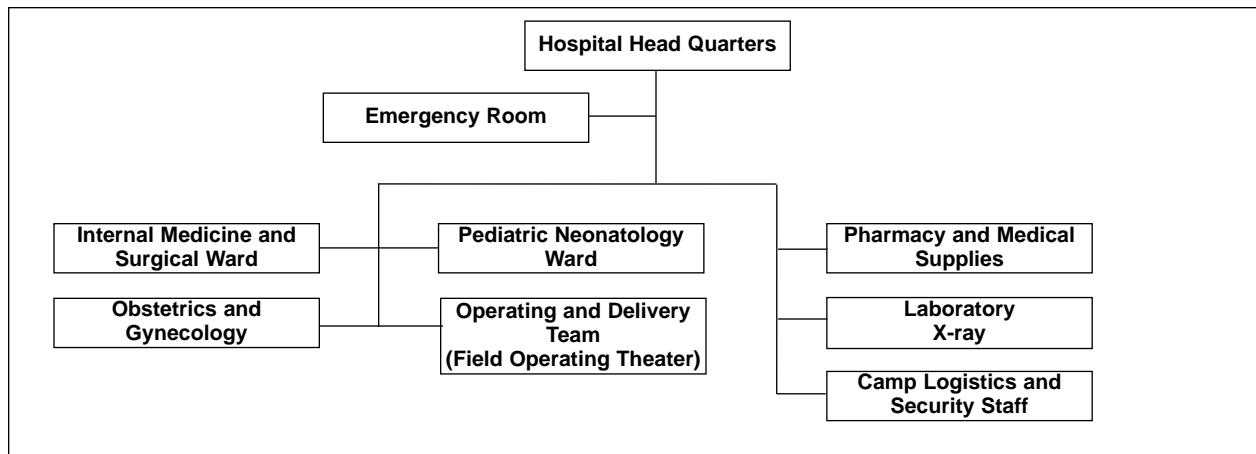 Hospital Head Quarters
Emergency Room
Internal Medicine and
Surgical Ward
Pediatric Neonatology
Ward
Pharmacy and Medical
Supplies
Obstetrics and
Gynecology
Operating and Delivery
Team
(Field Operating Theater)
Laboratory
X-ray
Camp Logistics and
Security Staff